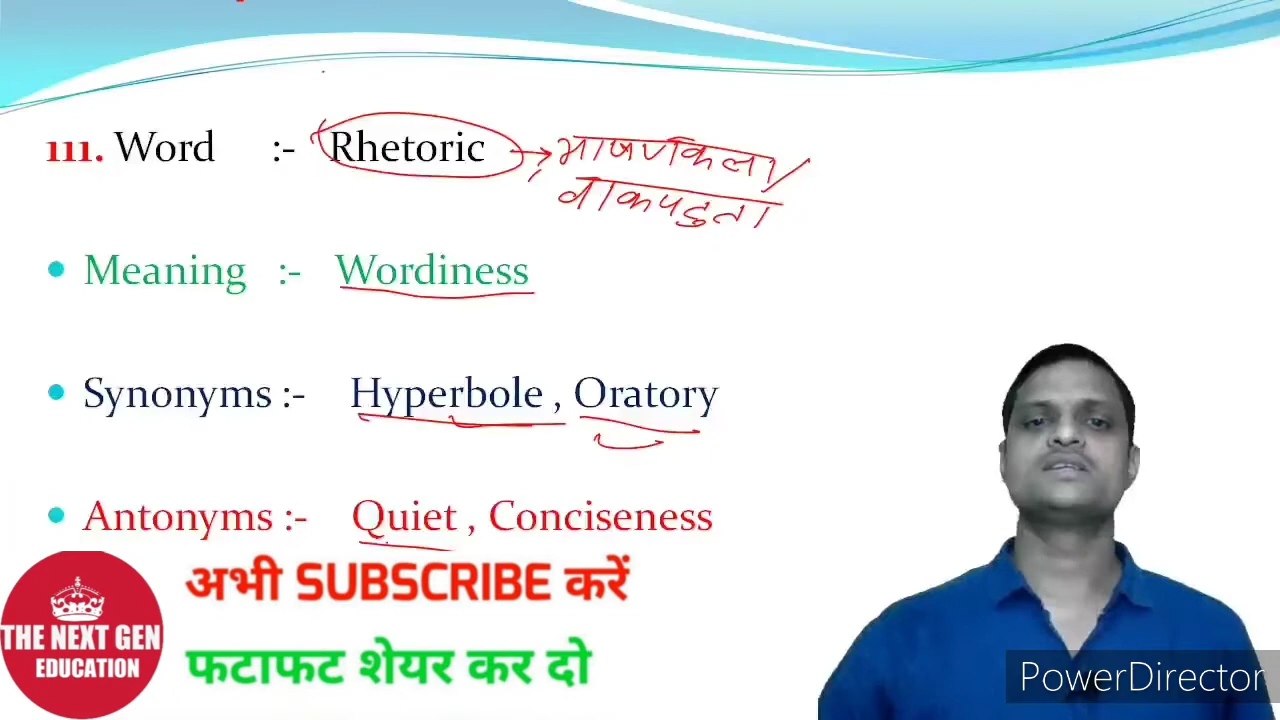 111. Word :- Rhetoric → भाषणकला/
वाकपटुता
• Meaning :- Wordiness
• Synonyms :- Hyperbole , Oratory
• Antonyms :- Quiet , Conciseness
THE NEXT GEN
EDUCATION
अभी SUBSCRIBE करें
फटाफट शेयर कर दो
PowerDirector